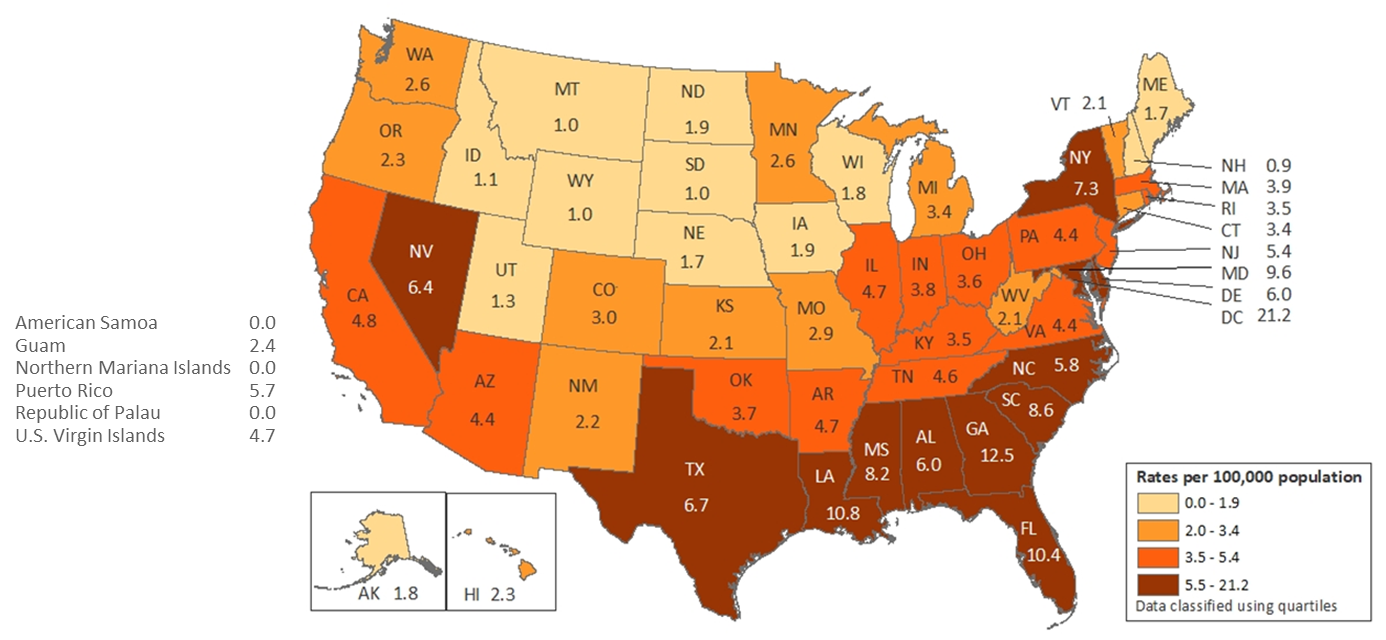 WA
2.6
OR
2.3
CA
4.8
NV
6.4
ID
1.1
MT
1.0
WY
1.0
UT
1.3
AZ
4.4
CO
3.0
NM
2.2
ND
1.9
SD
1.0
NE
1.7
KS
2.1
OK
3.7
TX
6.7
MN
2.6
IA
1.9
MO
2.9
AR
4.7
LA
10.8
WI
1.8
IL
4.7
MI
3.4
IN
3.8
OH
3.6
KY 3.5
TN 4.6
MS
8.2
AL
6.0
GA
12.5
FL
10.4
SC 8.6
NC 5.8
VA 4.4
WV
2.1
PA 4.4
NY
7.3
VT 2.1
ME
1.7
NH 0.9
MA 3.9
RI 3.5
CT 3.4
NJ 5.4
MD 9.6
DE 6.0
DC 21.2
American Samoa 0.0
Guam 2.4
Northern Mariana Islands 0.0
Puerto Rico 5.7
Republic of Palau 0.0
U.S. Virgin Islands 4.7
AK 1.8
HI 2.3
Rates per 100,000 population
0.0 - 1.9
2.0 - 3.4
3.5 - 5.4
5.5 - 21.2
Data classified using quartiles